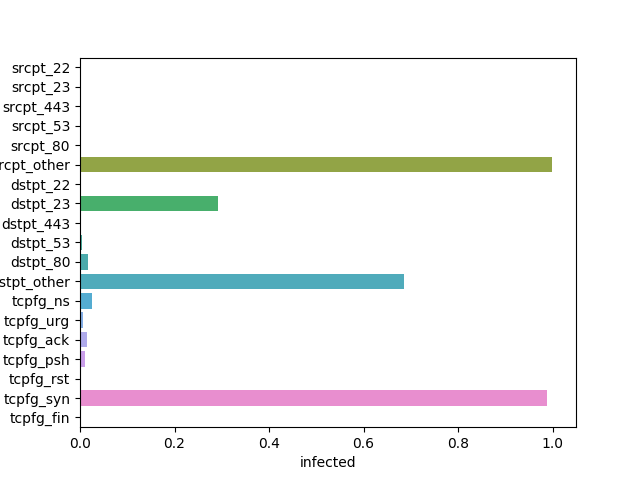 srcpt_22
srcpt_23
srcpt_443
srcpt_53
srcpt_80
rcpt_other
dstpt_22
dstpt_23
dstpt_443
dstpt_53
dstpt_80
stpt_other
tcpfg_ns
tcpfg_urg
tcpfg_ack
tcpfg_psh
tcpfg_rst
tcpfg_syn
tcpfg_fin
0.0 0.2 0.4 0.6 0.8 1.0
infected